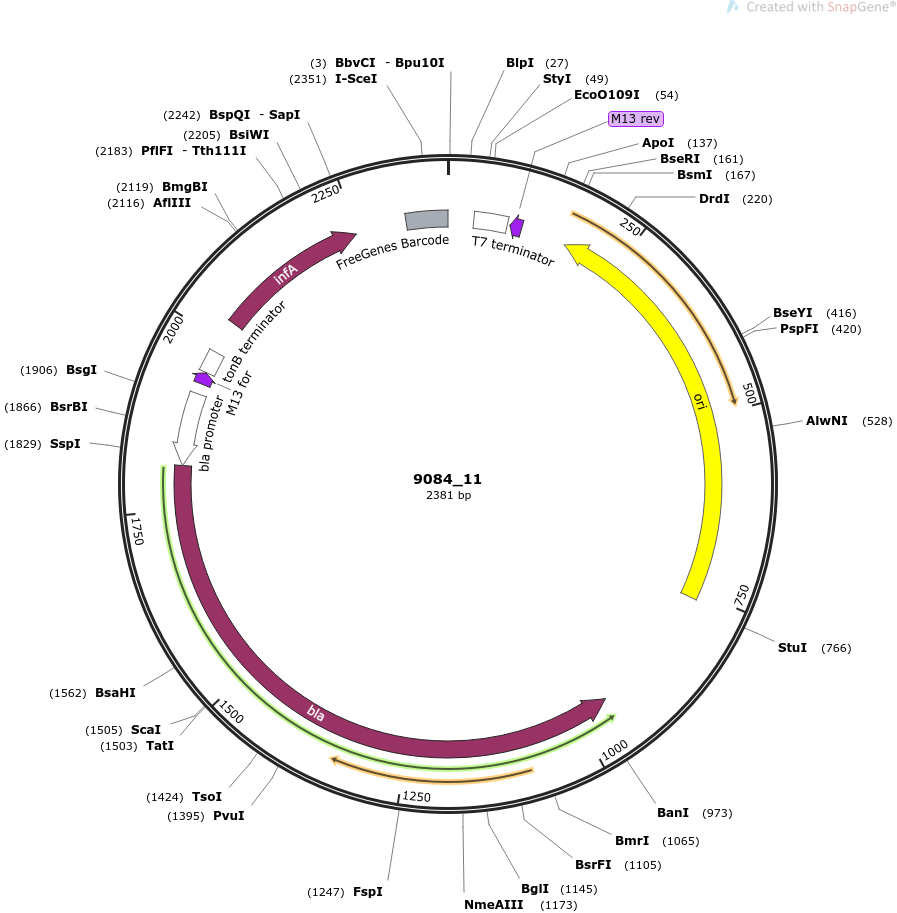 Created with SnapGene®
(3) BbvCI - Bpu10I
(2351) I-SceI
(2242) BspQI - SapI
(2205) BsiWI
(2183) PflFI - Tth111I
(2119) BmgBI
(2116) AflIII
BlpI (27)
StyI (49)
EcoO109I (54)
M13 rev
ApoI (137)
BseRI (161)
BsmI (167)
DrdI (220)
2250
250
FreeGenes Barcode
T7 terminator
infA
tonB terminator
M13 for
bla promoter
2000
(1906) BsgI
(1866) BsrBI
(1829) SspI
BseYI (416)
PspFI (420)
500
ori
AlwNI (528)
9084_11
2381 bp
1750
750
StuI (766)
(1562) BsaHI
(1505) ScaI
(1503) TatI
1500
bla
1000
(1424) TsoI
(1395) PvuI
1250
BanI (973)
BmrI (1065)
BsrFI (1105)
BglI (1145)
NmeAIII (1173)
(1247) FspI